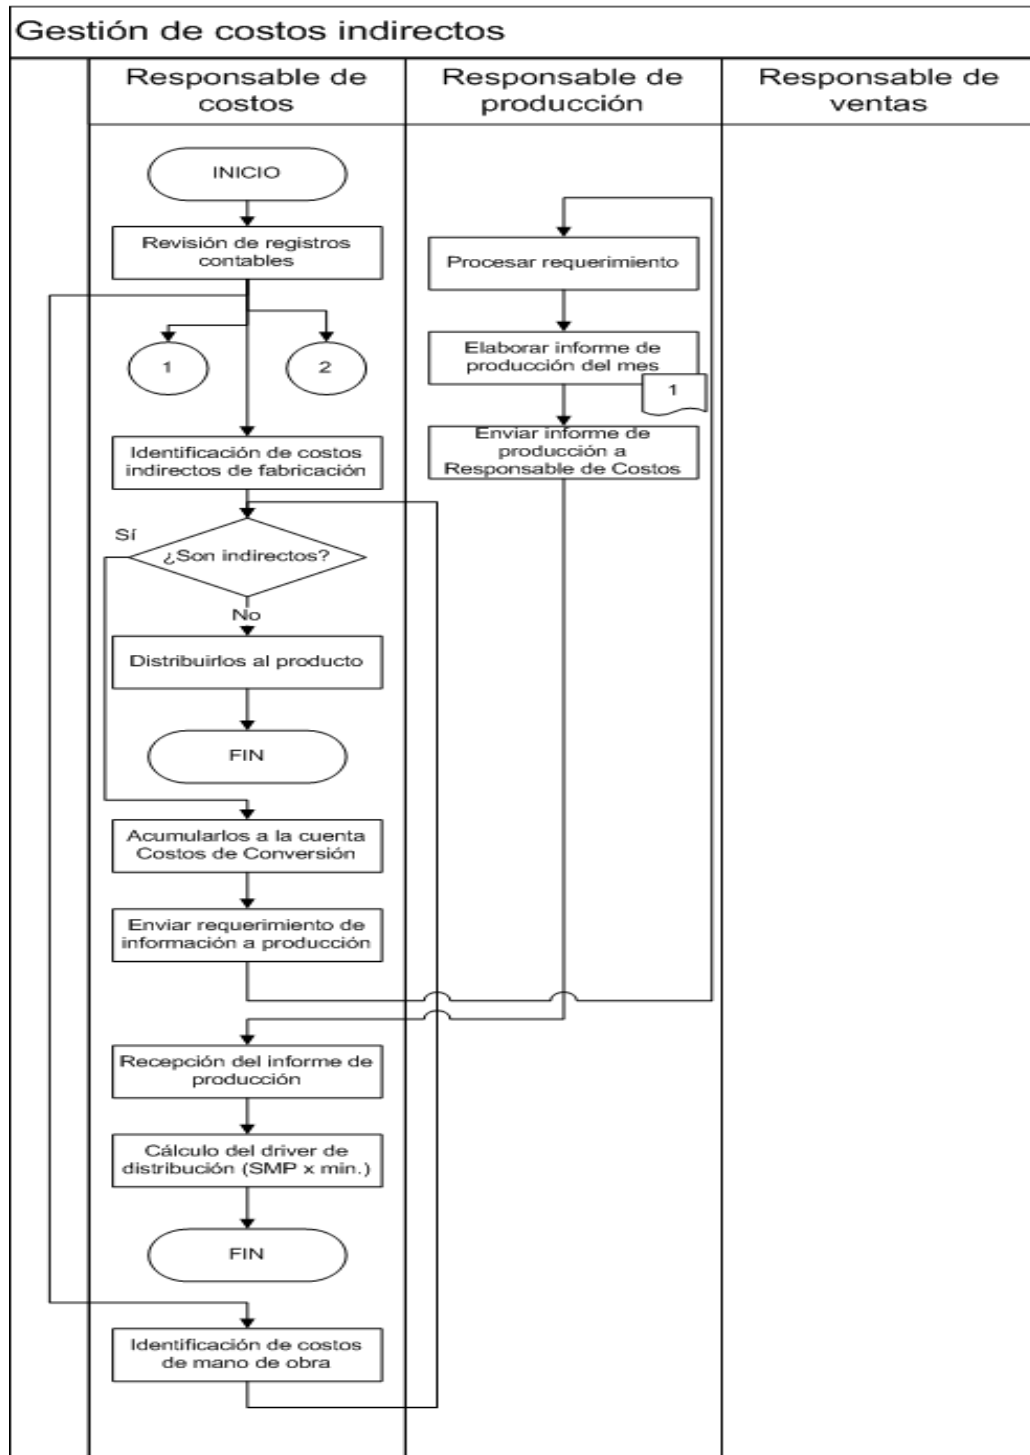 Gestión de costos indirectos
Responsable de
costos
Responsable de
producción
Responsable de
ventas
INICIO
Revisión de registros
contables
1
2
Identificación de costos
indirectos de fabricación
¿Son indirectos?
Sí
No
Distribuirlos al producto
FIN
Acumularlos a la cuenta
Costos de Conversión
Enviar requerimiento de
información a producción
Procesar requerimiento
Elaborar informe de
producción del mes
1
Enviar informe de
producción a
Responsable de Costos
Recepción del informe de
producción
Cálculo del driver de
distribución (SMP x min.)
FIN
Identificación de costos
de mano de obra